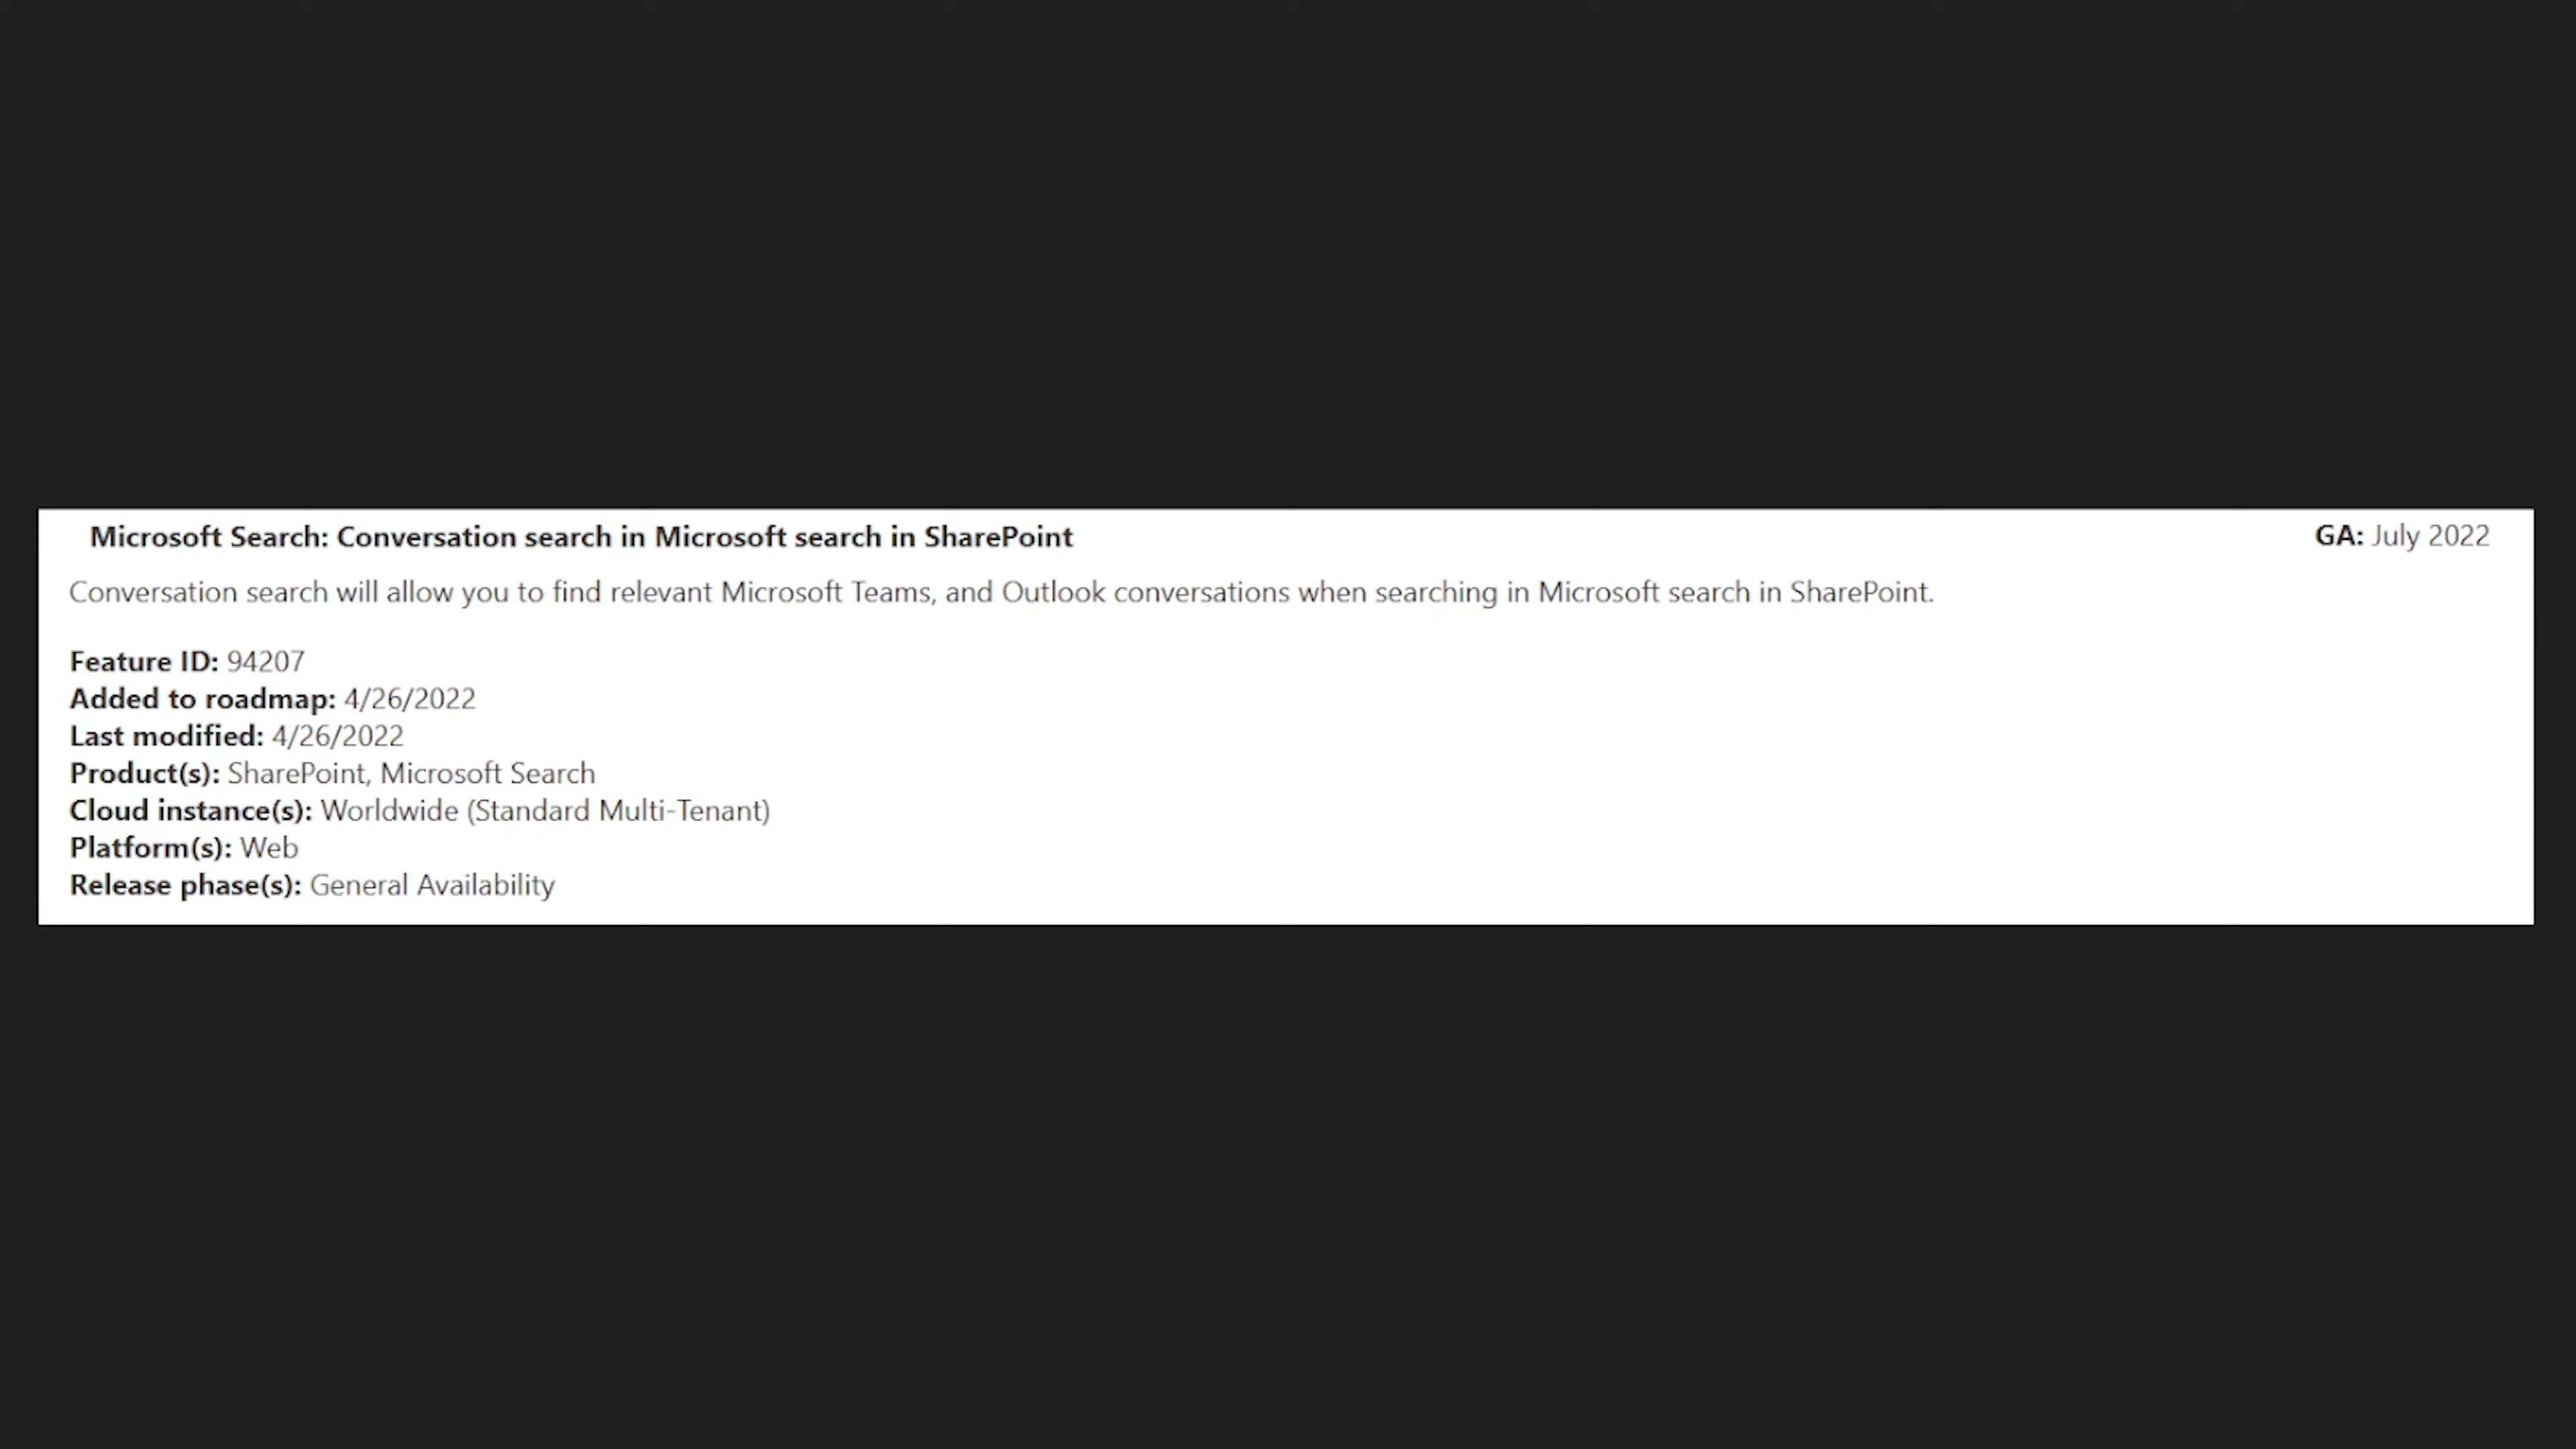 Microsoft Search: Conversation search in Microsoft search in SharePoint
GA: July 2022
Conversation search will allow you to find relevant Microsoft Teams, and Outlook conversations when searching in Microsoft search in SharePoint.
Feature ID: 94207
Added to roadmap: 4/26/2022
Last modified: 4/26/2022
Product(s): SharePoint, Microsoft Search
Cloud instance(s): Worldwide (Standard Multi-Tenant)
Platform(s): Web
Release phase(s): General Availability